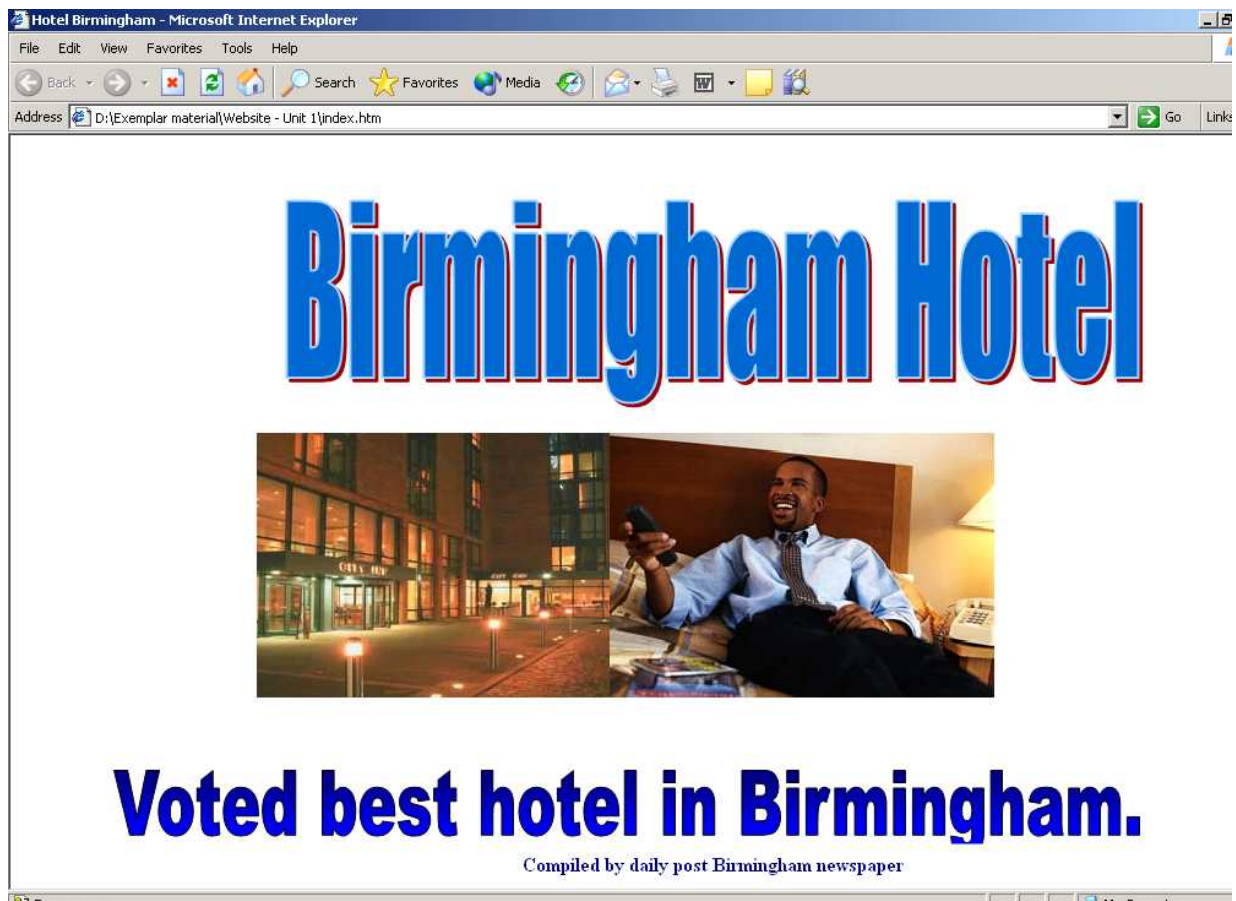 Hotel Birmingham - Microsoft Internet Explorer
File Edit View Favorites Tools Help
Back Search Favorites Media
Address D:\Exemplar material\Website - Unit 1\index.htm Go Links
Birmingham Hotel
CITY INN
Voted best hotel in Birmingham.
Compiled by daily post Birmingham newspaper